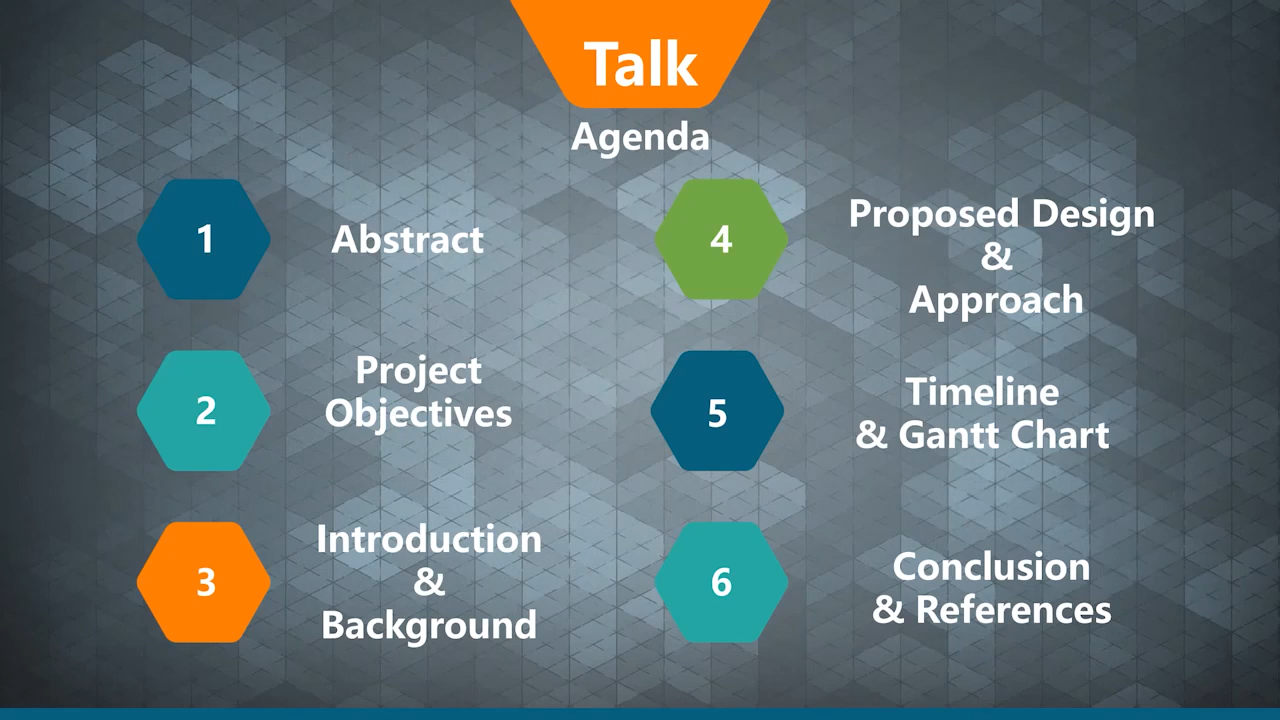 Talk
Agenda
1
Abstract
2
Project
Objectives
3
Introduction
&
Background
4
Proposed Design
&
Approach
5
Timeline
& Gantt Chart
6
Conclusion
& References